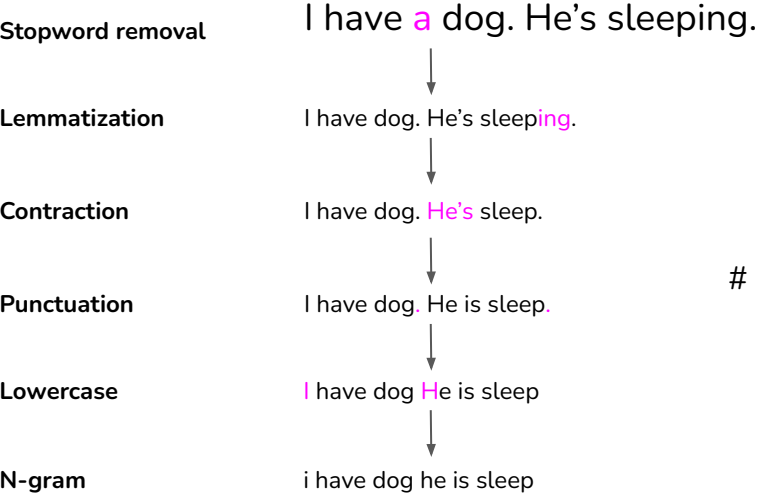 Stopword removal I have a dog. He’s sleeping.
Lemmatization I have dog. He’s sleeping.
Contraction I have dog. He’s sleep.
#
Punctuation I have dog. He is sleep.
Lowercase I have dog He is sleep
N-gram i have dog he is sleep